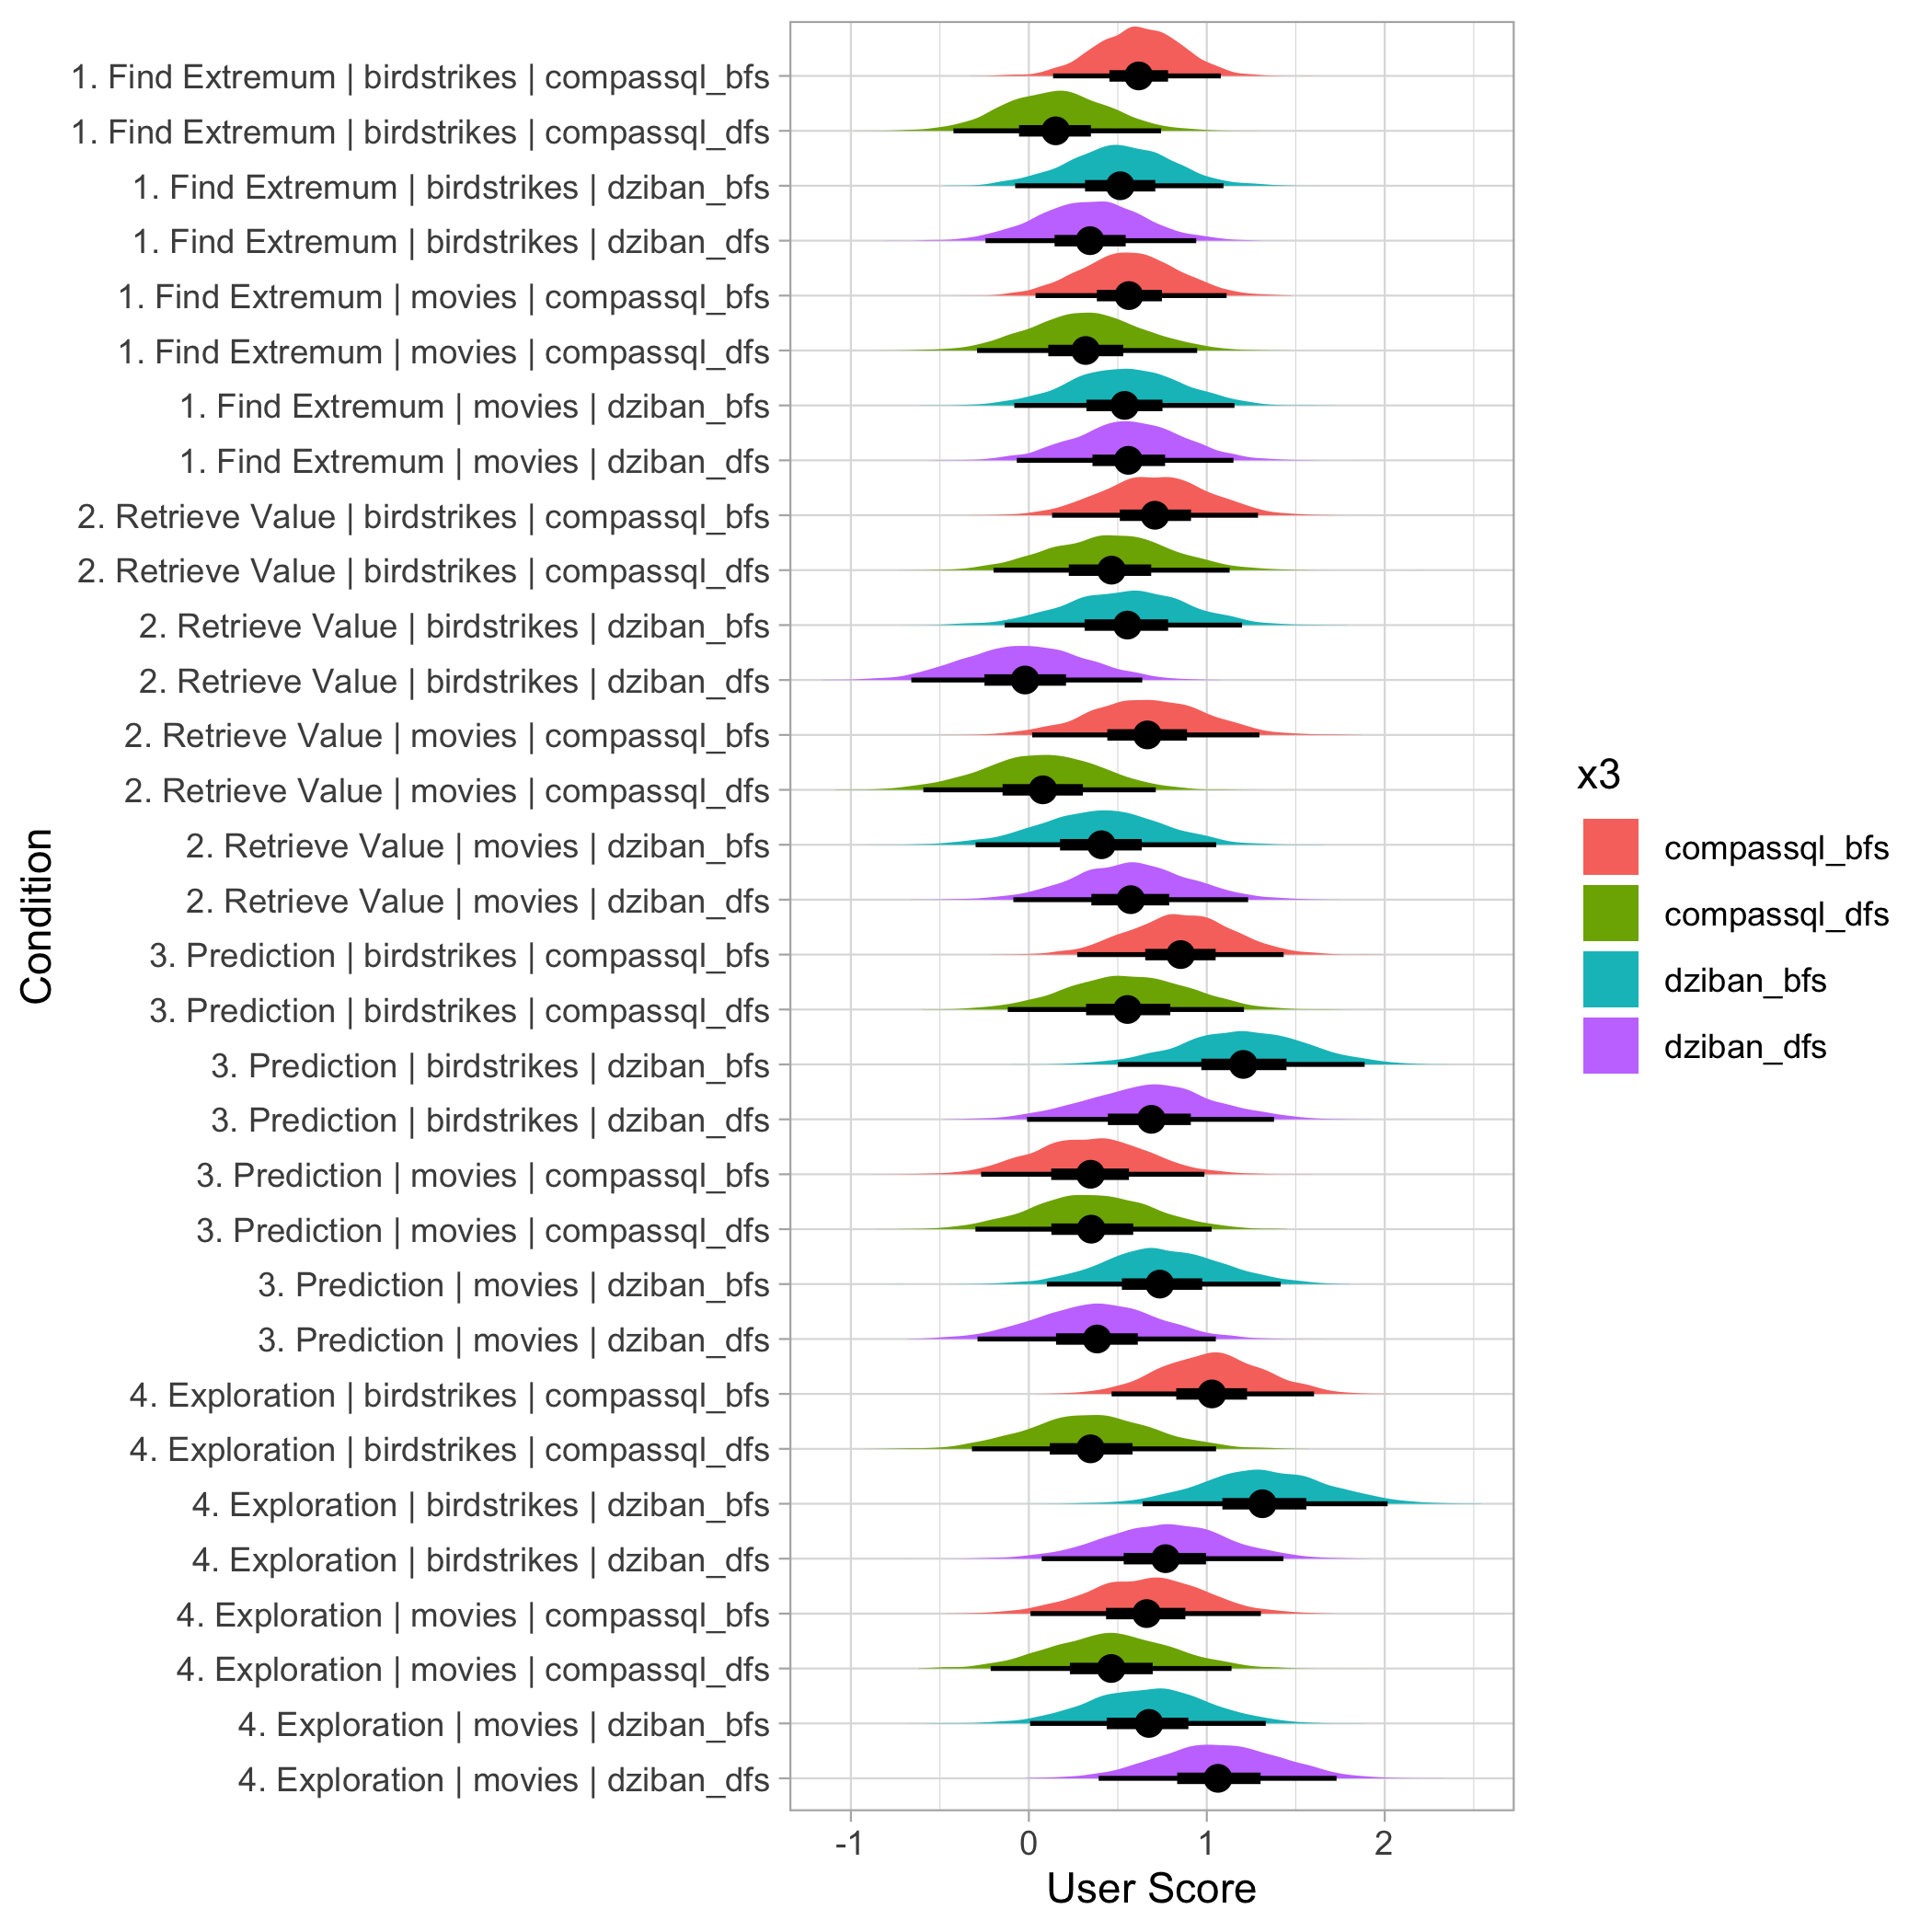 1. Find Extremum | birdstrikes | compassql_bfs
1. Find Extremum | birdstrikes | compassql_dfs
1. Find Extremum | birdstrikes | dziban_bfs
1. Find Extremum | birdstrikes | dziban_dfs
1. Find Extremum | movies | compassql_bfs
1. Find Extremum | movies | compassql_dfs
1. Find Extremum | movies | dziban_bfs
1. Find Extremum | movies | dziban_dfs
2. Retrieve Value | birdstrikes | compassql_bfs
2. Retrieve Value | birdstrikes | compassql_dfs
2. Retrieve Value | birdstrikes | dziban_bfs
2. Retrieve Value | birdstrikes | dziban_dfs
2. Retrieve Value | movies | compassql_bfs
2. Retrieve Value | movies | compassql_dfs
2. Retrieve Value | movies | dziban_bfs
2. Retrieve Value | movies | dziban_dfs
3. Prediction | birdstrikes | compassql_bfs
3. Prediction | birdstrikes | compassql_dfs
3. Prediction | birdstrikes | dziban_bfs
3. Prediction | birdstrikes | dziban_dfs
3. Prediction | movies | compassql_bfs
3. Prediction | movies | compassql_dfs
3. Prediction | movies | dziban_bfs
3. Prediction | movies | dziban_dfs
4. Exploration | birdstrikes | compassql_bfs
4. Exploration | birdstrikes | compassql_dfs
4. Exploration | birdstrikes | dziban_bfs
4. Exploration | birdstrikes | dziban_dfs
4. Exploration | movies | compassql_bfs
4. Exploration | movies | compassql_dfs
4. Exploration | movies | dziban_bfs
4. Exploration | movies | dziban_dfs
Condition
-1 0 1 2
User Score
x3
compassql_bfs
compassql_dfs
dziban_bfs
dziban_dfs